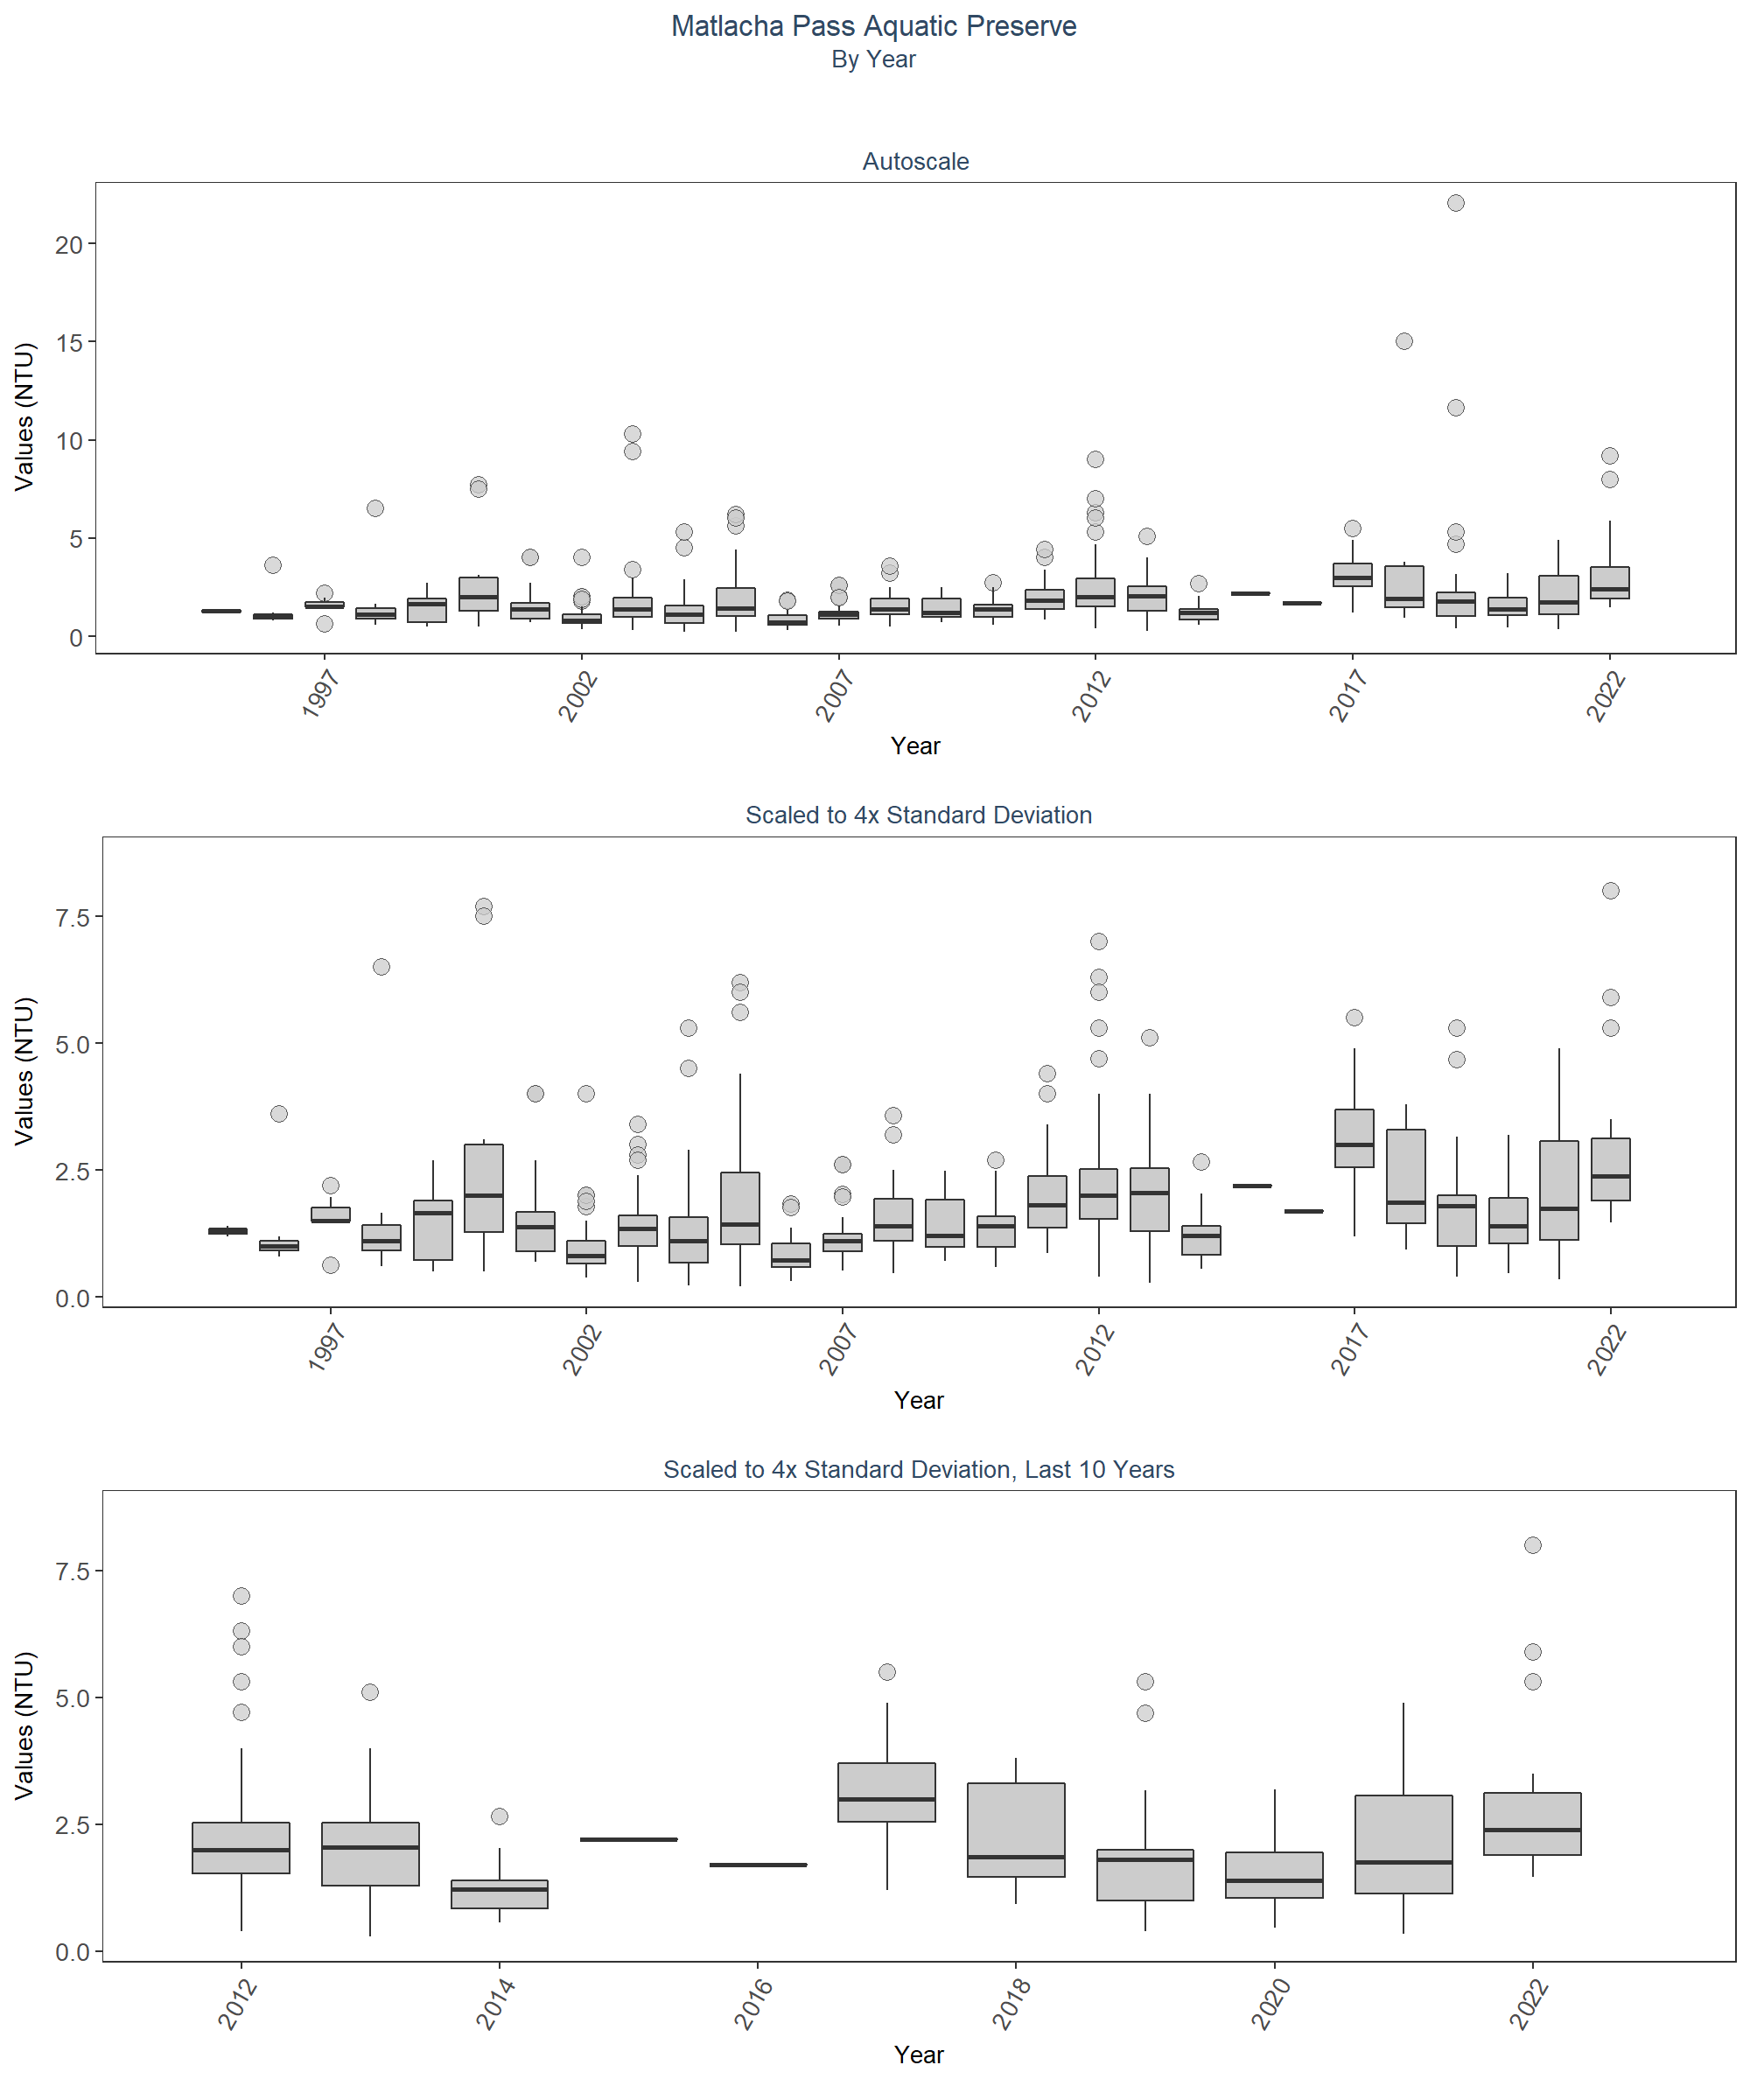 Matlacha Pass Aquatic Preserve
By Year
Autoscale
Values (NTU)
20
15
10
5
0
1997 2002 2007 2012 2017 2022
Year
Scaled to 4x Standard Deviation
Values (NTU)
7.5
5.0
2.5
0.0
1997 2002 2007 2012 2017 2022
Year
Scaled to 4x Standard Deviation, Last 10 Years
Values (NTU)
7.5
5.0
2.5
0.0
2012 2014 2016 2018 2020 2022
Year